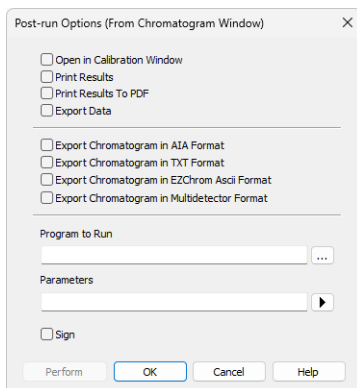 Post-run Options (From Chromatogram Window)
Open in Calibration Window
Print Results
Print Results To PDF
Export Data
Export Chromatogram in AIA Format
Export Chromatogram in TXT Format
Export Chromatogram in EZChrom Ascii Format
Export Chromatogram in Multidetector Format
Program to Run
...
Parameters
Sign
Perform OK Cancel Help